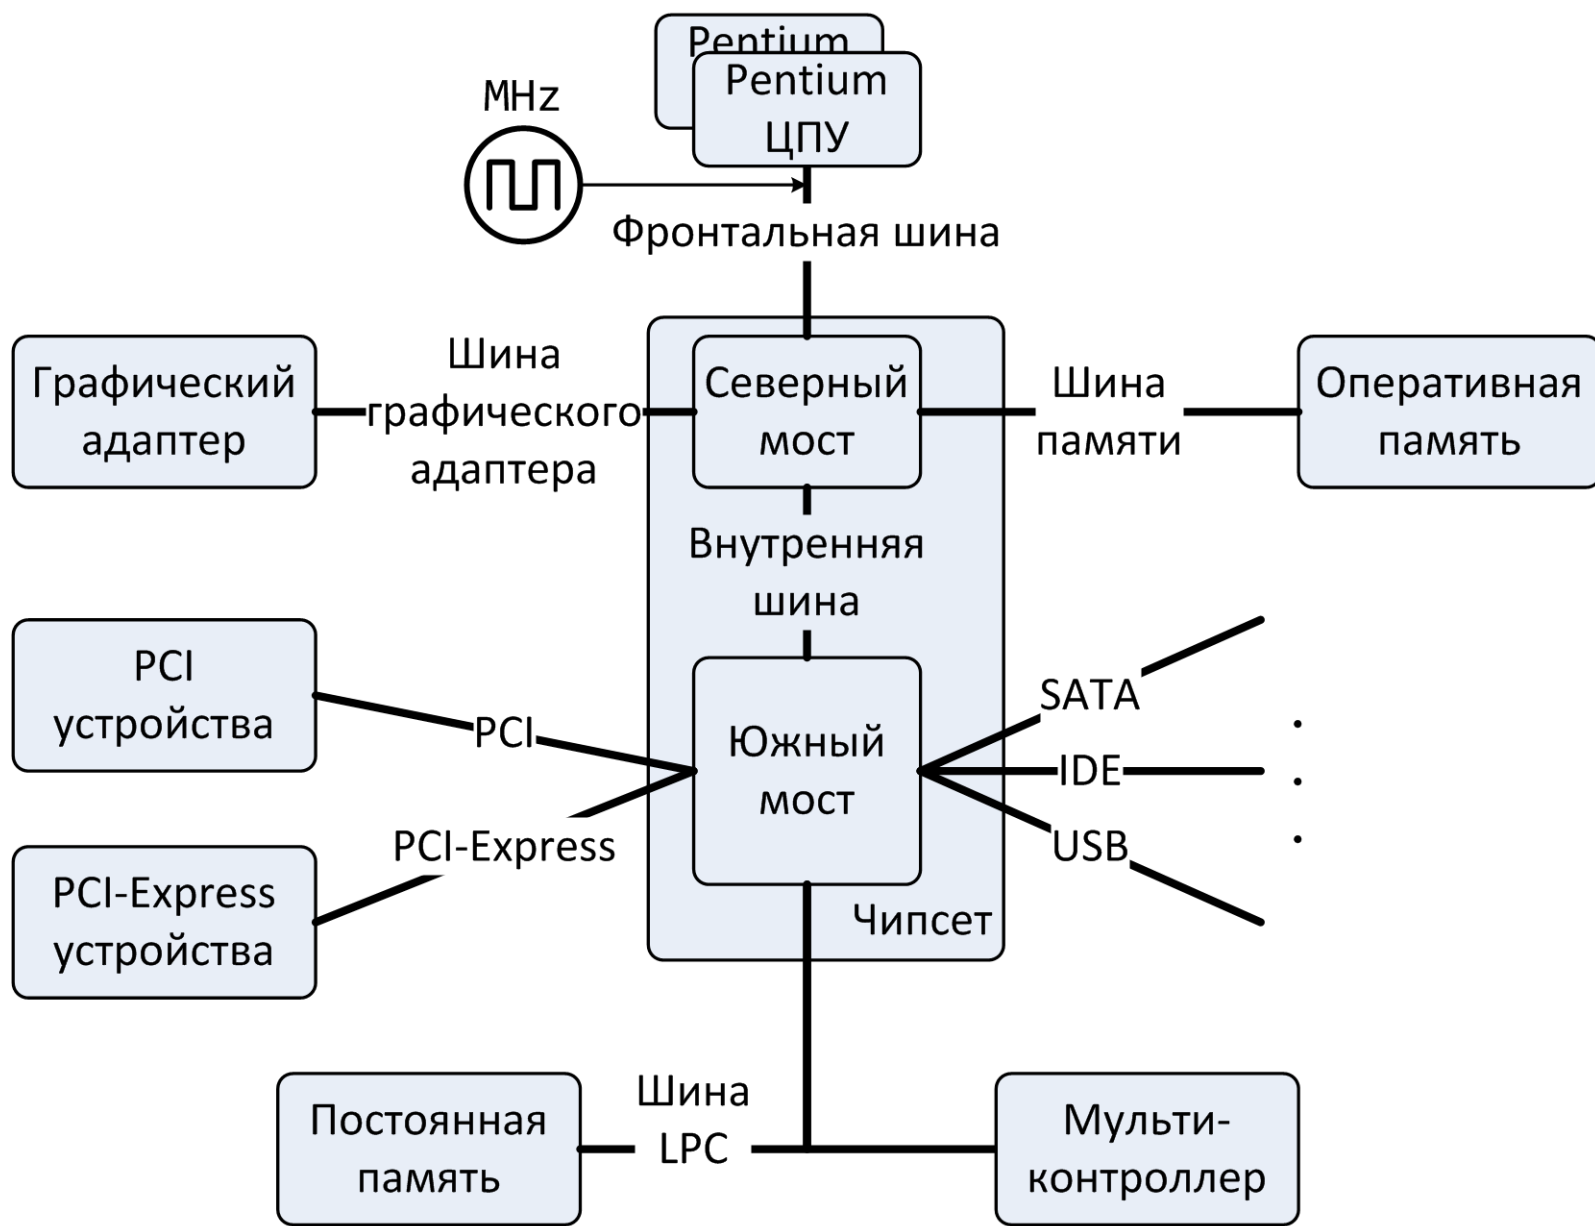 Pentium
Pentium
ЦПУ
MHz
Фронтальная шина
Графический
адаптер
Шина
графического
адаптера
Северный
мост
Шина
памяти
Оперативная
память
Внутренняя
шина
PCI
устройства
PCI
Южный
мост
SATA
IDE
USB
PCI-Express
PCI-Express
устройства
Чипсет
Постоянная
память
Шина
LPC
Мульти-
контроллер